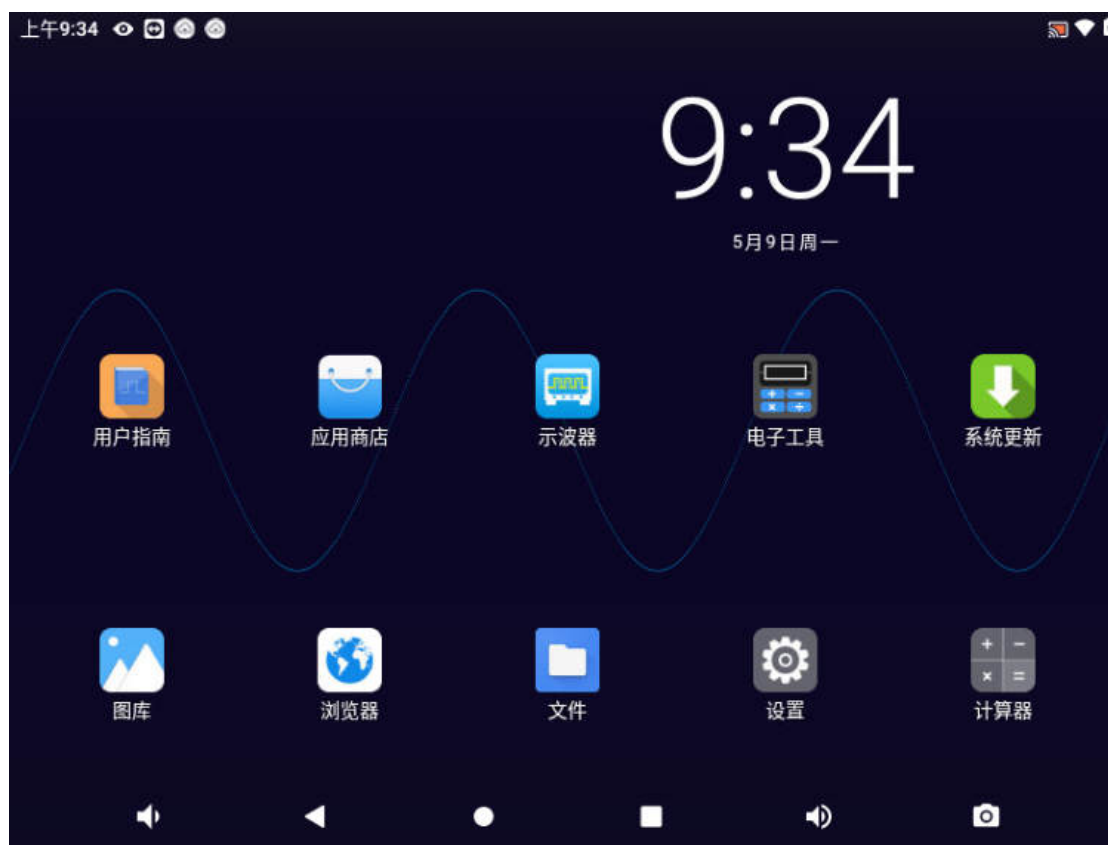 上午9:34
9:34
5月9日周一
用户指南 应用商店 示波器 电子工具 系统更新
图库 浏览器 文件 设置 计算器